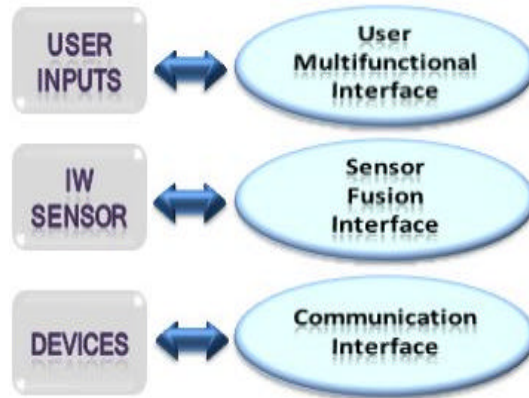 USER
INPUTS
User
Multifunctional
Interface
IW
SENSOR
Sensor
Fusion
Interface
DEVICES
Communication
Interface